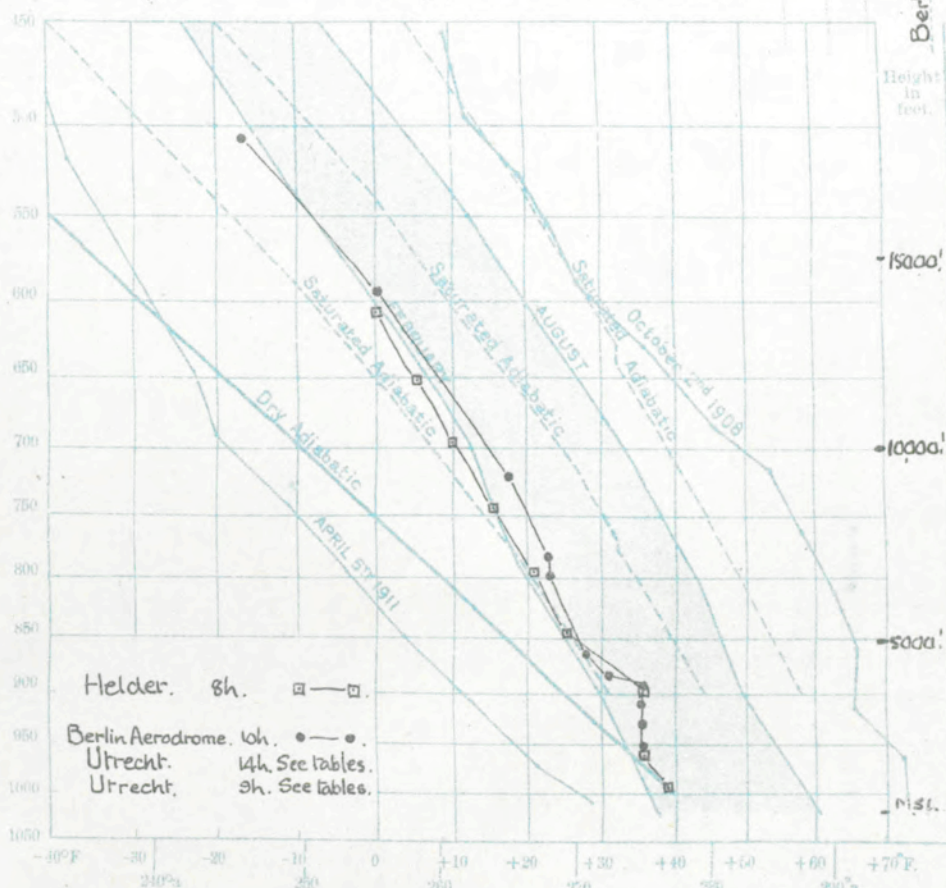 Ber
450
Height
in
feet.
500
550
15000'
600
Saturated Adiabatic
Saturated Adiabatic
FEBRUARY
AUGUST
Saturated Adiabatic
October 2nd 1908
650
Dry Adiabatic
700
10000'
750
APRIL 5TH 1911
800
850
5000'
Helder. 8h.
900
Berlin Aerodrome. 10h.
950
Utrecht. 14h. See tables.
Utrecht. 9h. See tables.
1000
M.S.L.
1050
-40°F. -30 -20 -10 0 +10 +20 +30 +40 +50 +60 +70°F.
240°a 260